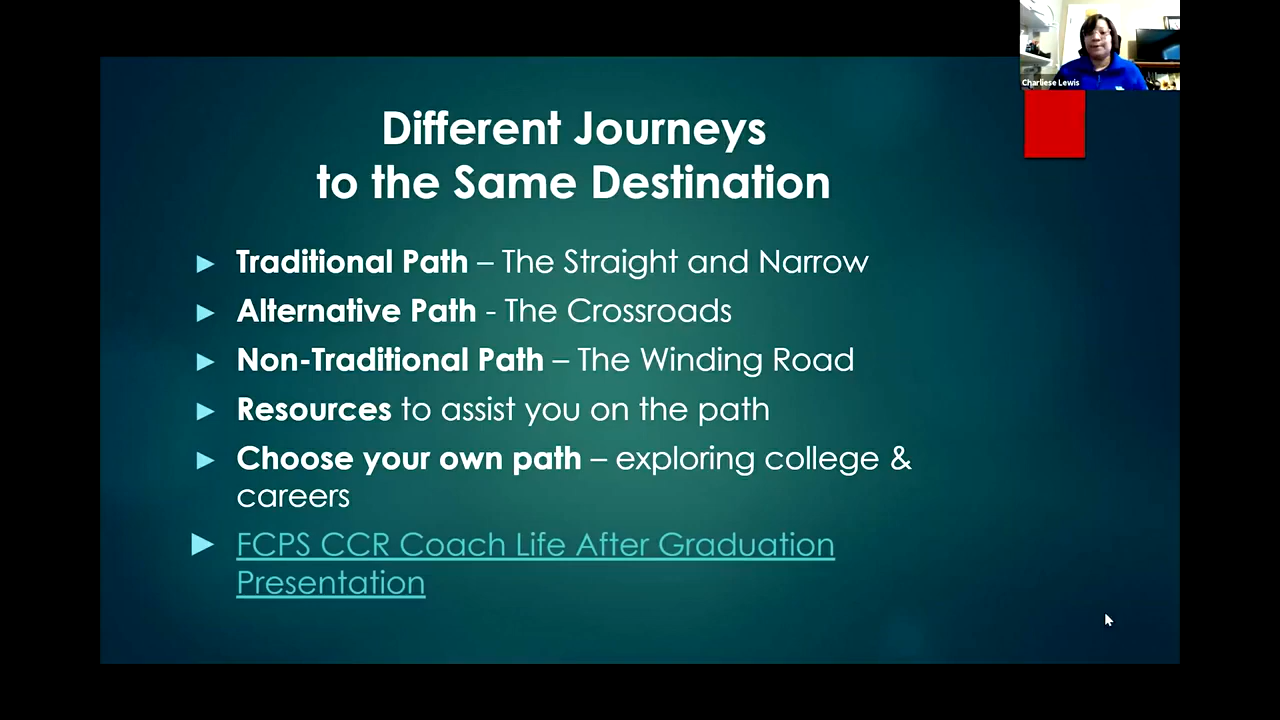 Charliese Lewis
Different Journeys
to the Same Destination
Traditional Path – The Straight and Narrow
Alternative Path - The Crossroads
Non-Traditional Path – The Winding Road
Resources to assist you on the path
Choose your own path – exploring college &
careers
FCPS CCR Coach Life After Graduation
Presentation